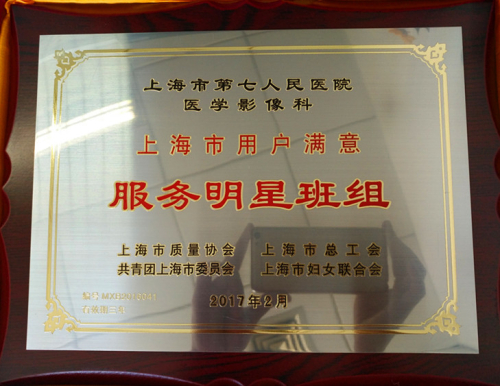 上海市第七人民医院
医学影像科
上海市用户满意
服务明星班组
上海市质量协会 上海市总工会
共青团上海市委员会 上海市妇女联合会
2017年2月